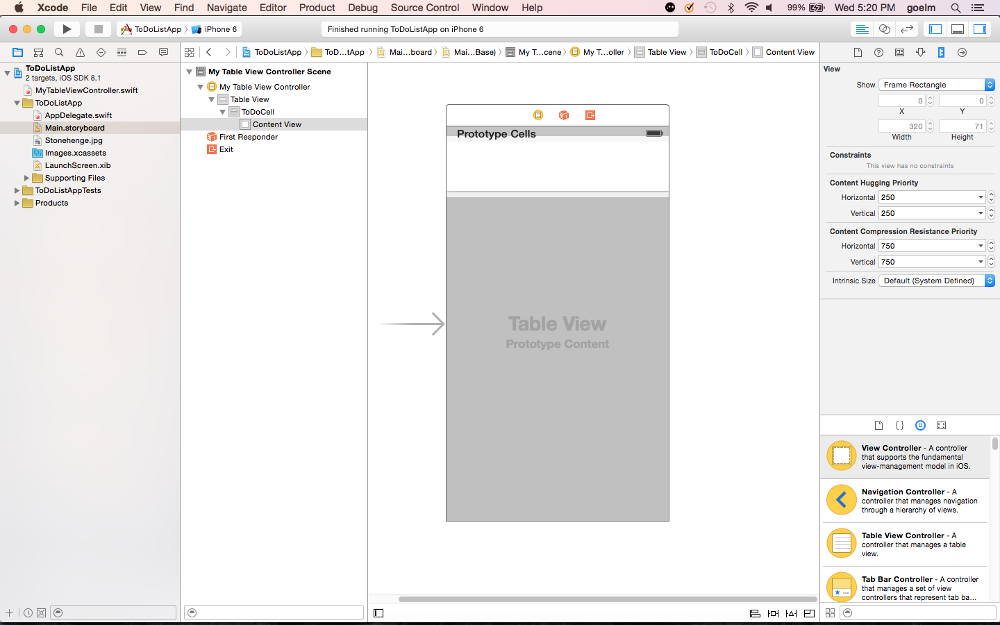 Xcode File Edit View Find Navigate Editor Product Debug Source Control Window Help 99% Wed 5:20 PM goelm
ToDoListApp iPhone 6
Finished running ToDoListApp on iPhone 6
ToDoListApp ToD...tApp Mai...board Mai...Base) My T...cene My T...oller Table View ToDoCell Content View
ToDoListApp
2 targets, iOS SDK 8.1
MyTableViewController.swift
ToDoListApp
AppDelegate.swift
Main.storyboard
Stonehenge.jpg
Images.xcassets
LaunchScreen.xib
Supporting Files
ToDoListAppTests
Products
My Table View Controller Scene
My Table View Controller
Table View
ToDoCell
Content View
First Responder
Exit
Prototype Cells
Table View
Prototype Content
View
Show Frame Rectangle
0 0
X Y
320 71
Width Height
Constraints
This view has no constraints
Content Hugging Priority
Horizontal 250
Vertical 250
Content Compression Resistance Priority
Horizontal 750
Vertical 750
Intrinsic Size Default (System Defined)
{ }
View Controller - A controller
that supports the fundamental
view-management model in iOS.
Navigation Controller - A
controller that manages navigation
through a hierarchy of views.
Table View Controller - A
controller that manages a table
view.
Tab Bar Controller - A controller
that manages a set of view
controllers that represent tab ba...